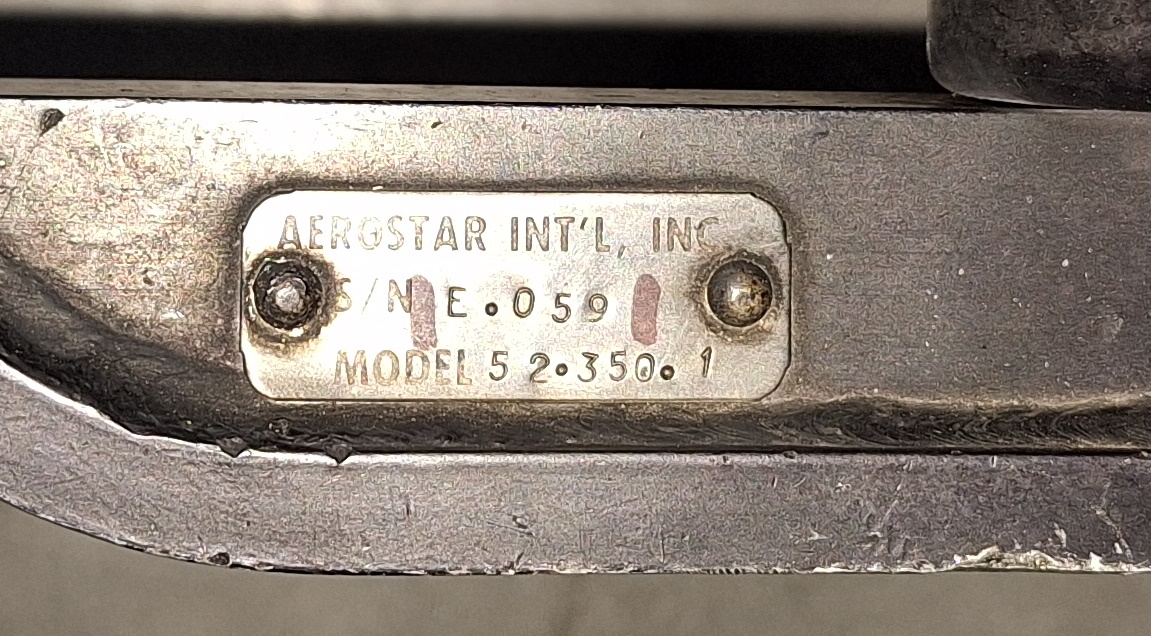 AEROSTAR INT'L, INC
S/N E.059
MODEL 52.350.1